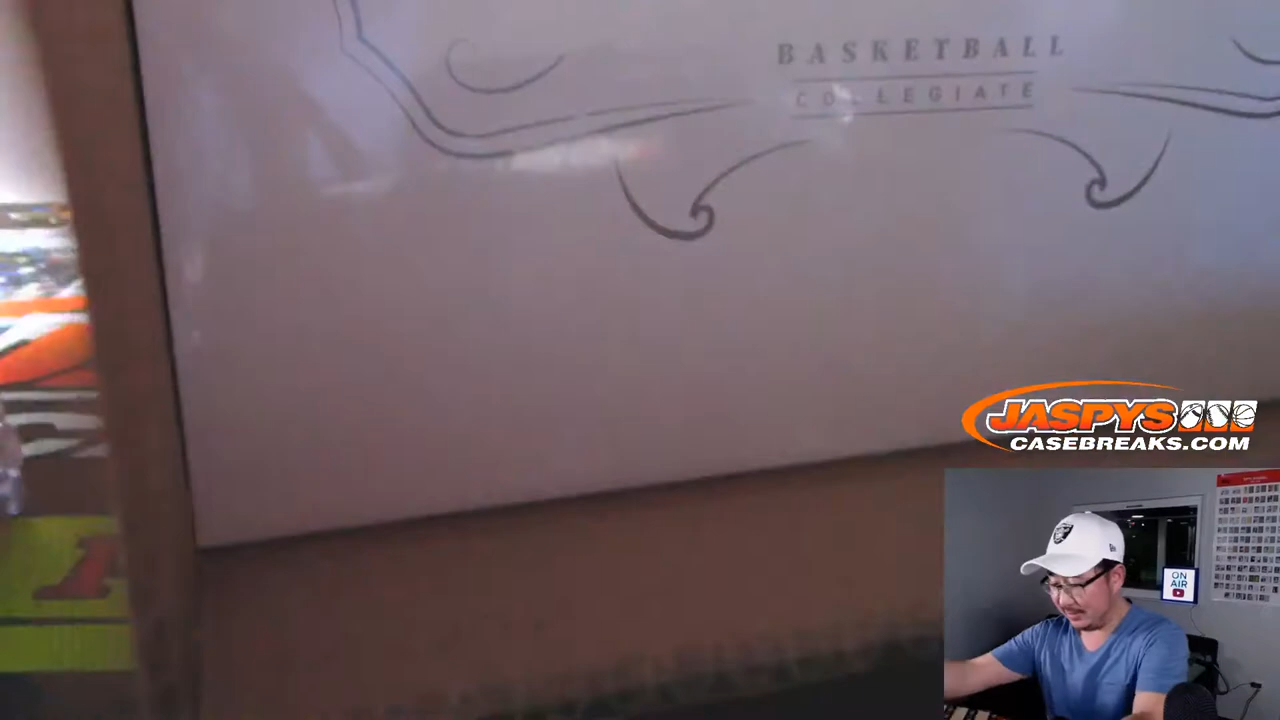 BASKETBALL
COLLEGIATE
JASPYS
CASEBREAKS.COM
ON
AIR